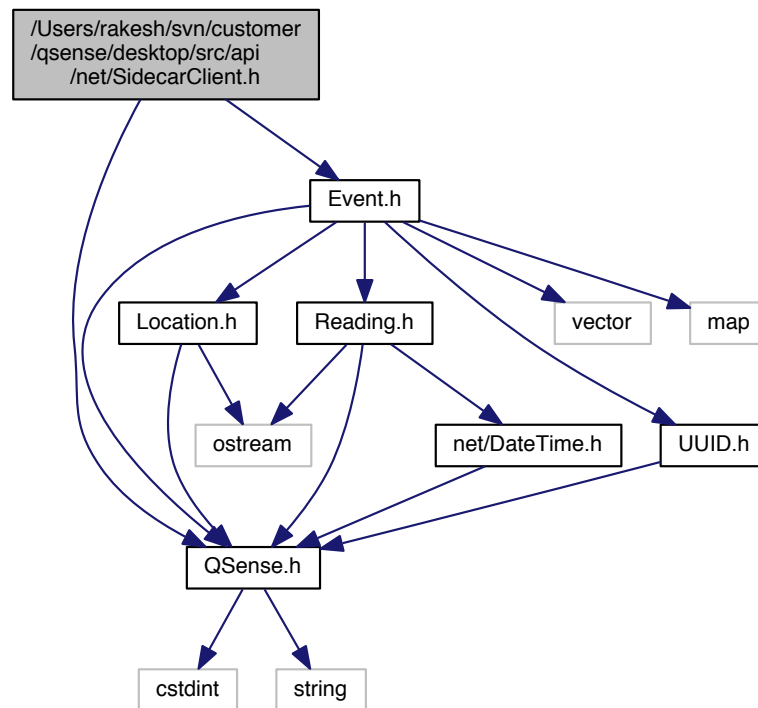 /Users/rakesh/svn/customer
/qsense/desktop/src/api
/net/SidecarClient.h
Event.h
Location.h
Reading.h
vector
map
ostream
net/DateTime.h
UUID.h
QSense.h
cstdint
string